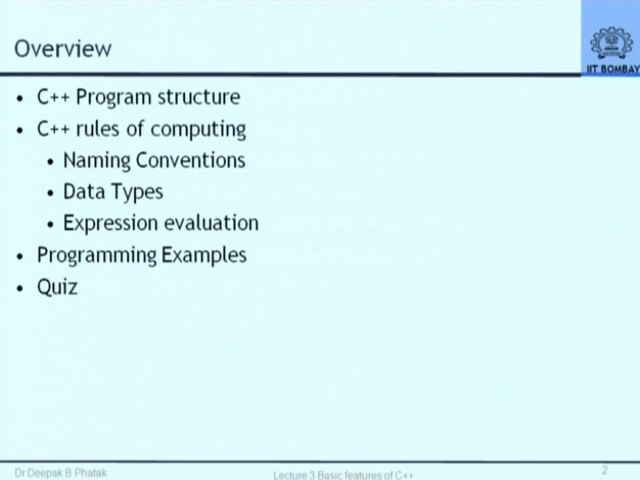 Overview
IIT BOMBAY
• C++ Program structure
• C++ rules of computing
• Naming Conventions
• Data Types
• Expression evaluation
• Programming Examples
• Quiz
Dr Deepak B Phatak
Lecture 3 Basic features of C++
2